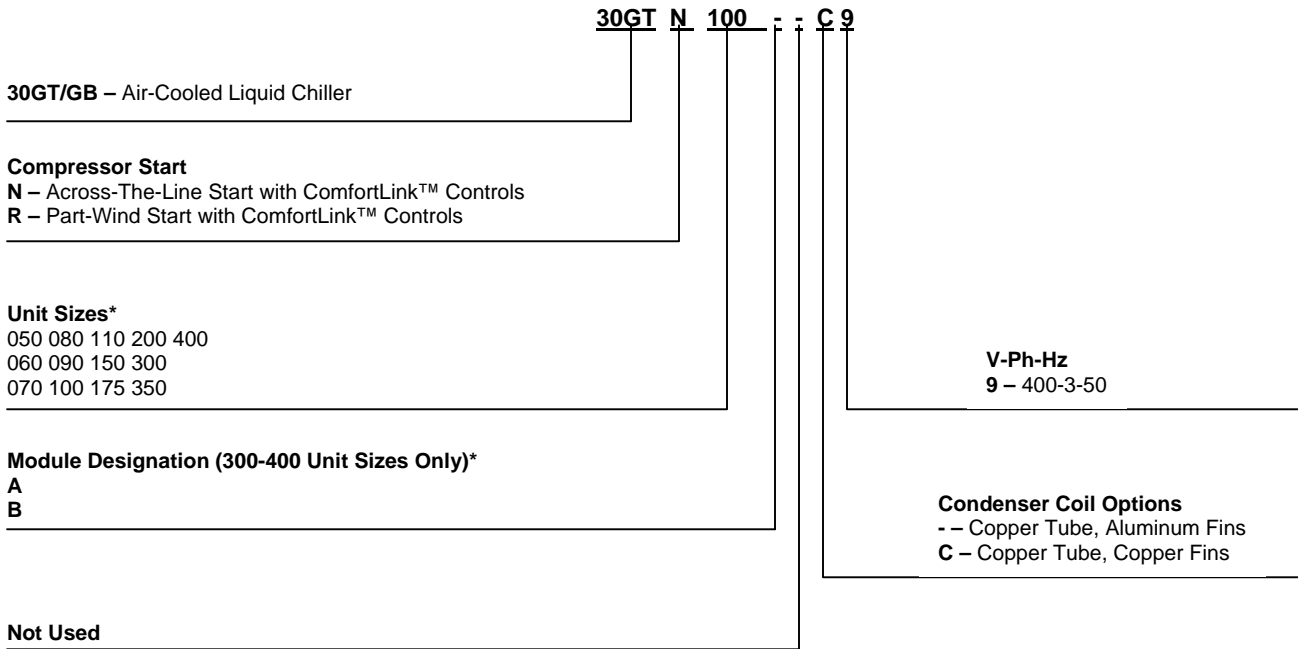 30GT N 100 - - C 9
30GT/GB – Air-Cooled Liquid Chiller
Compressor Start
N – Across-The-Line Start with ComfortLink™ Controls
R – Part-Wind Start with ComfortLink™ Controls
Unit Sizes*
050 080 110 200 400
060 090 150 300
070 100 175 350
V-Ph-Hz
9 – 400-3-50
Module Designation (300-400 Unit Sizes Only)*
A
B
Condenser Coil Options
- – Copper Tube, Aluminum Fins
C – Copper Tube, Copper Fins
Not Used